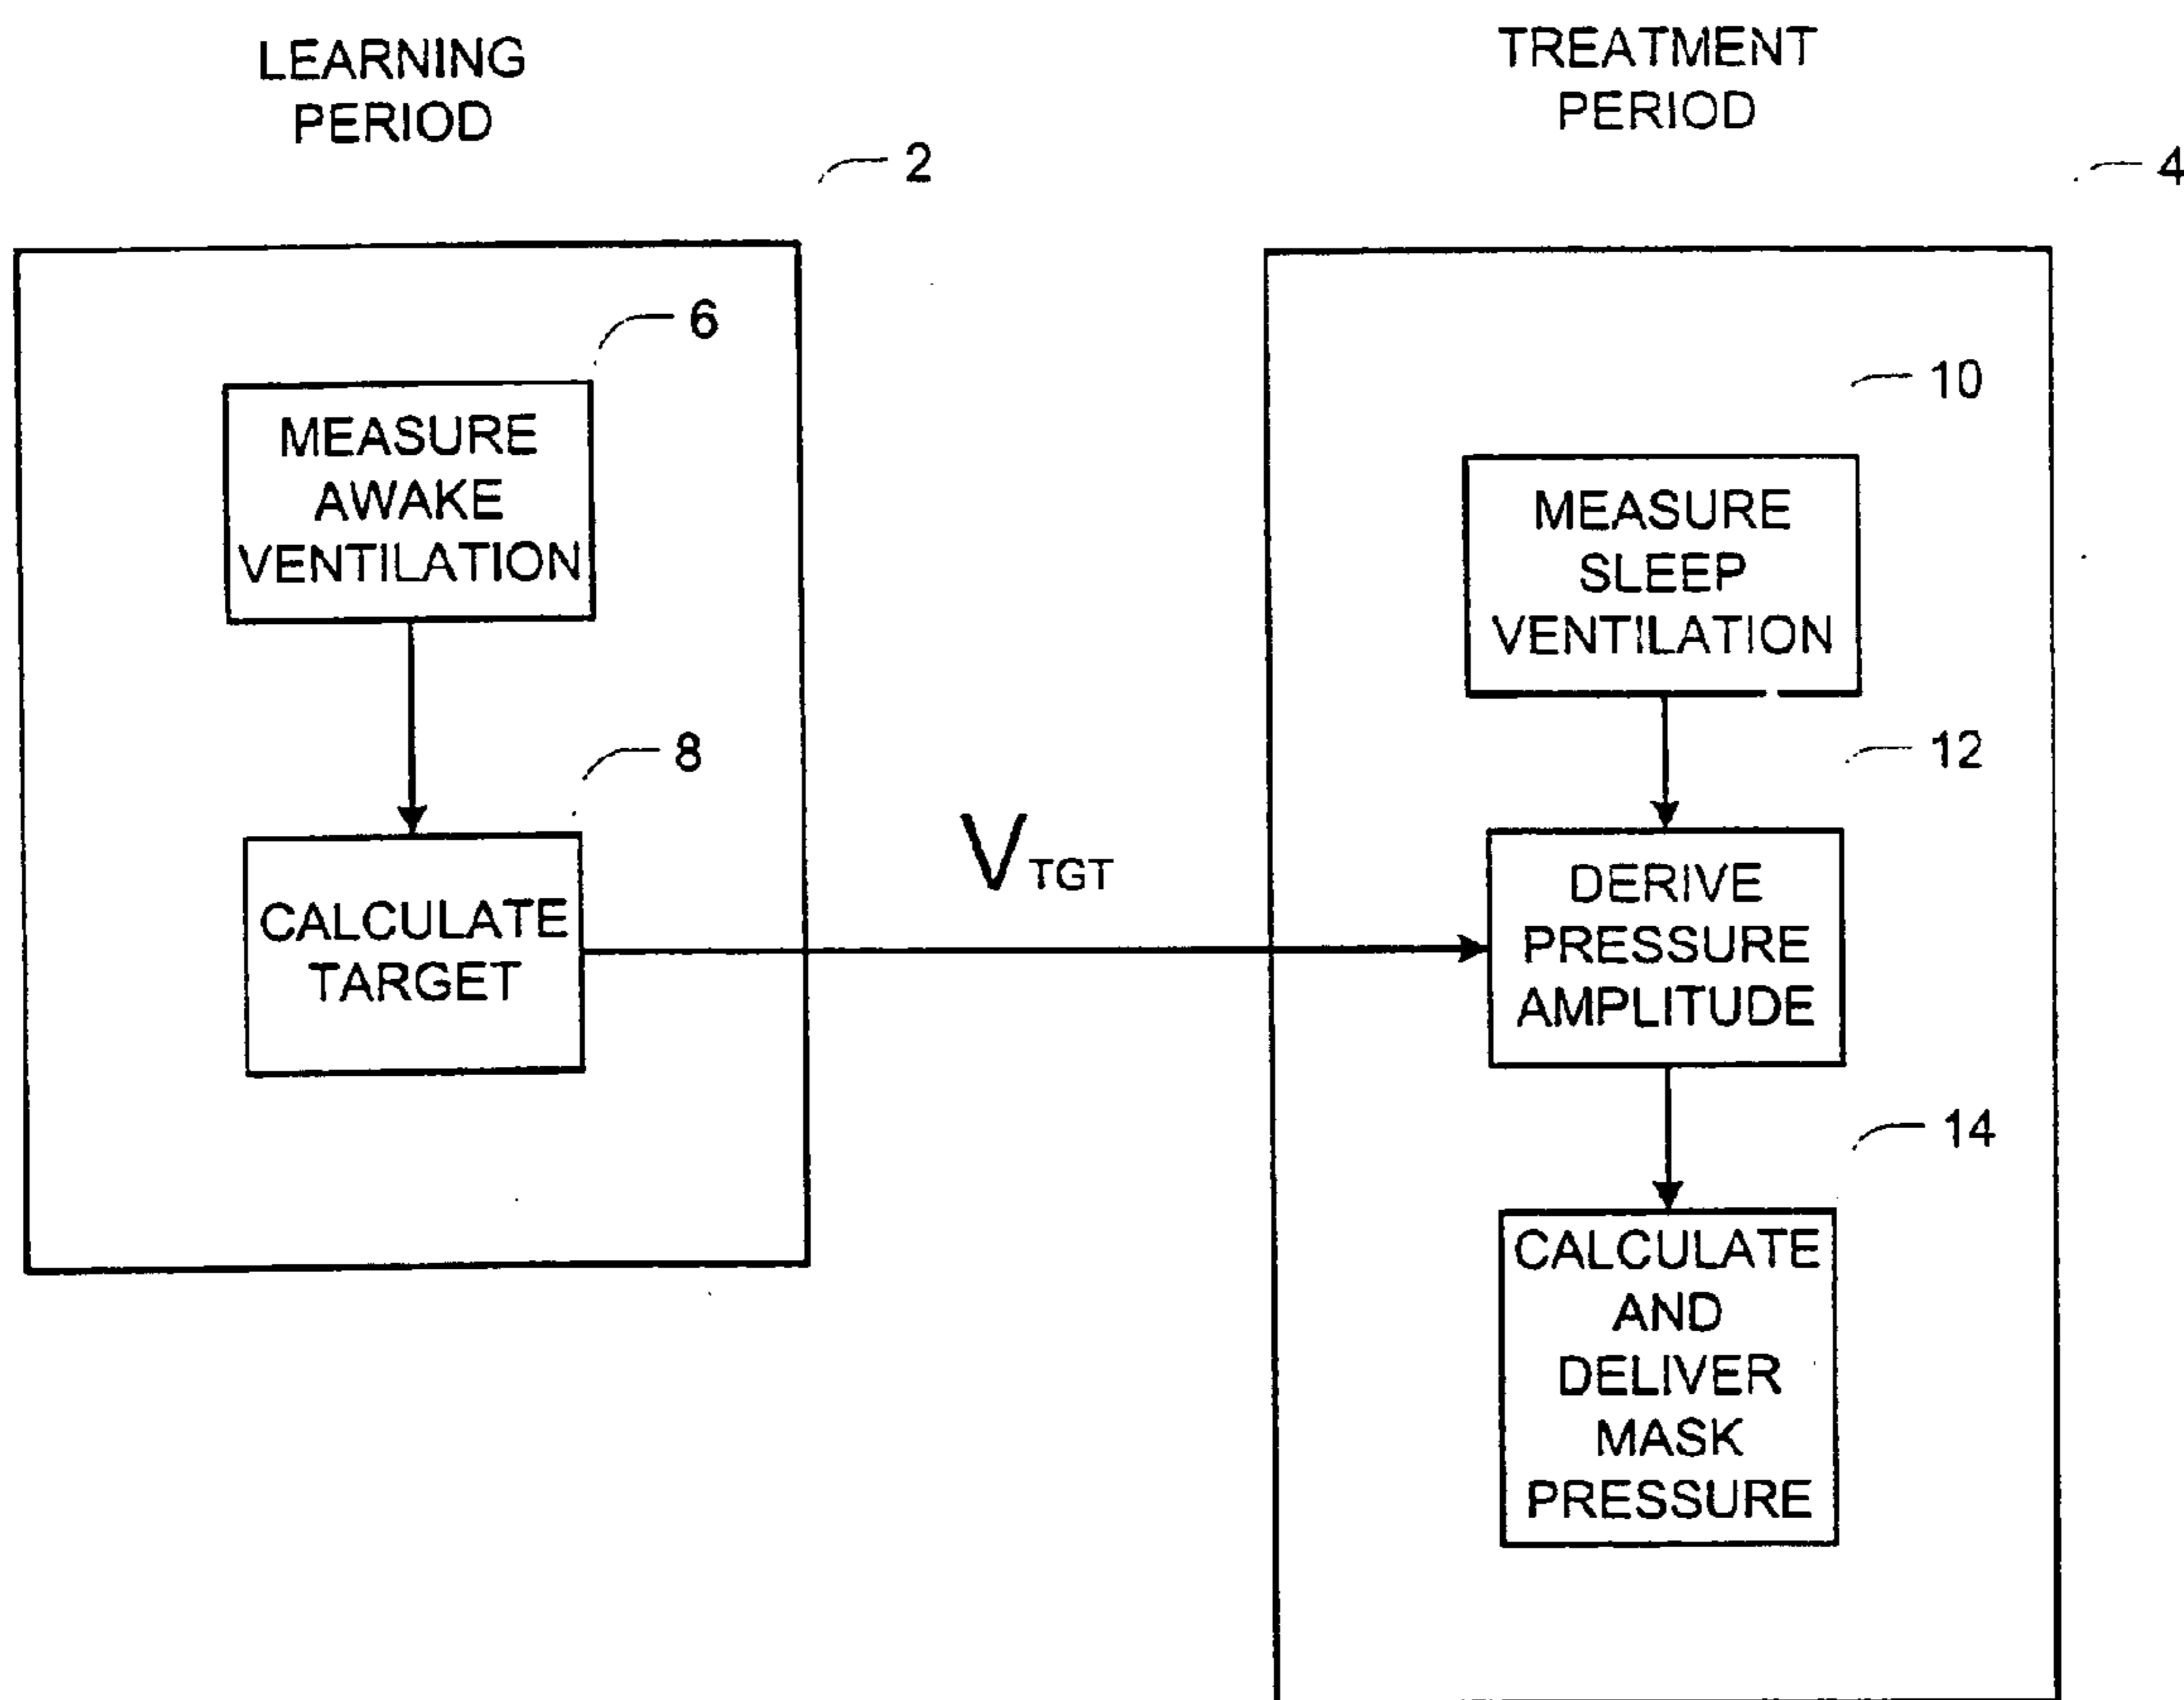 LEARNING
PERIOD
2
6
MEASURE
AWAKE
VENTILATION
8
CALCULATE
TARGET
VTGT
TREATMENT
PERIOD
4
10
MEASURE
SLEEP
VENTILATION
12
DERIVE
PRESSURE
AMPLITUDE
14
CALCULATE
AND
DELIVER
MASK
PRESSURE